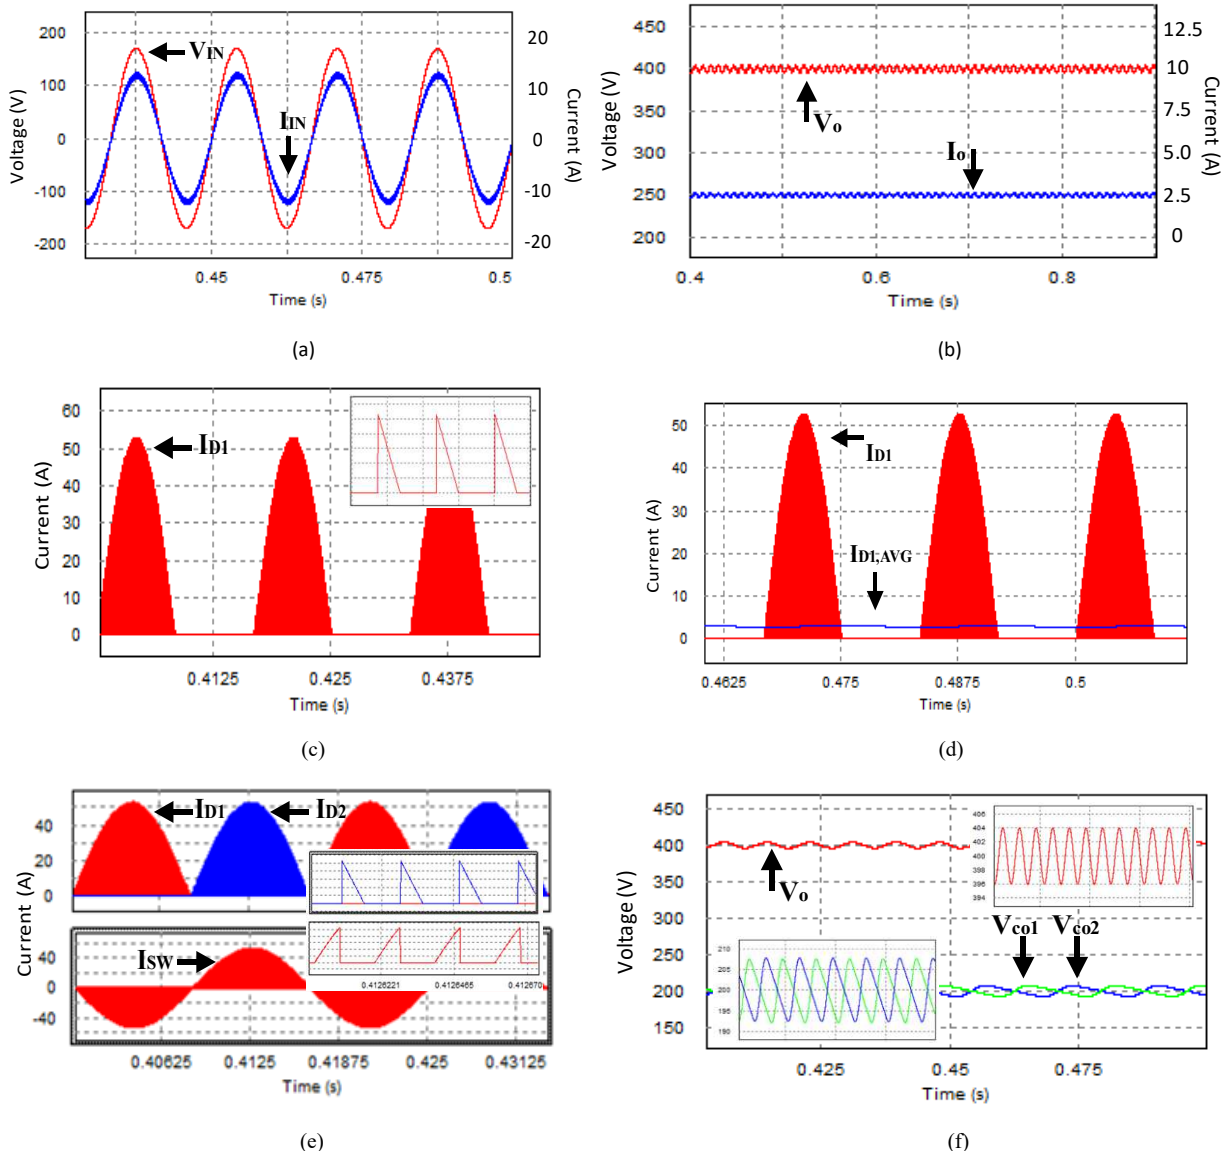 200
100
0
-100
-200
Voltage (V)
20
10
0
-10
-20
Current (A)
VIN
IIN
0.45
0.475
0.5
Time (s)
(a)
450
400
350
300
250
200
Voltage (V)
12.5
10
7.5
5.0
2.5
0
Current (A)
Vo
Io
0.4
0.6
0.8
Time (s)
(b)
60
50
40
30
20
10
0
Current (A)
ID1
0.4125
0.425
0.4375
Time (s)
(c)
50
40
30
20
10
0
Current (A)
ID1
ID1,AVG
0.4625
0.475
0.4875
0.5
Time (s)
(d)
40
20
0
ID1
ID2
Current (A)
40
0
-40
ISW
0.4126221
0.4126465
0.412670
0.40625
0.4125
0.41875
0.425
0.43125
Time (s)
(e)
450
400
350
300
250
200
150
Voltage (V)
Vo
406
404
402
400
398
396
394
Vco1
Vco2
210
205
200
195
190
0.425
0.45
0.475
Time (s)
(f)